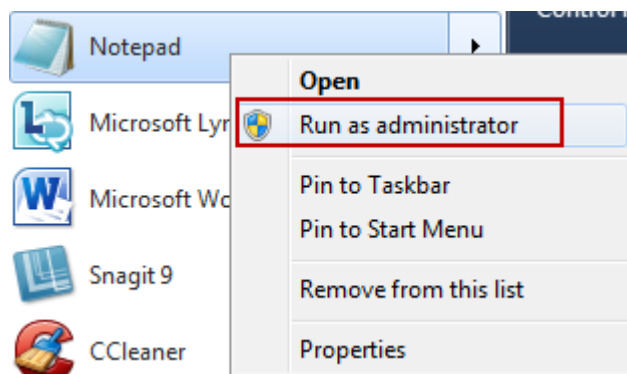 Notepad
Open
Microsoft Lyn
Run as administrator
Microsoft Wo
Pin to Taskbar
Pin to Start Menu
Snagit 9
Remove from this list
CCleaner
Properties